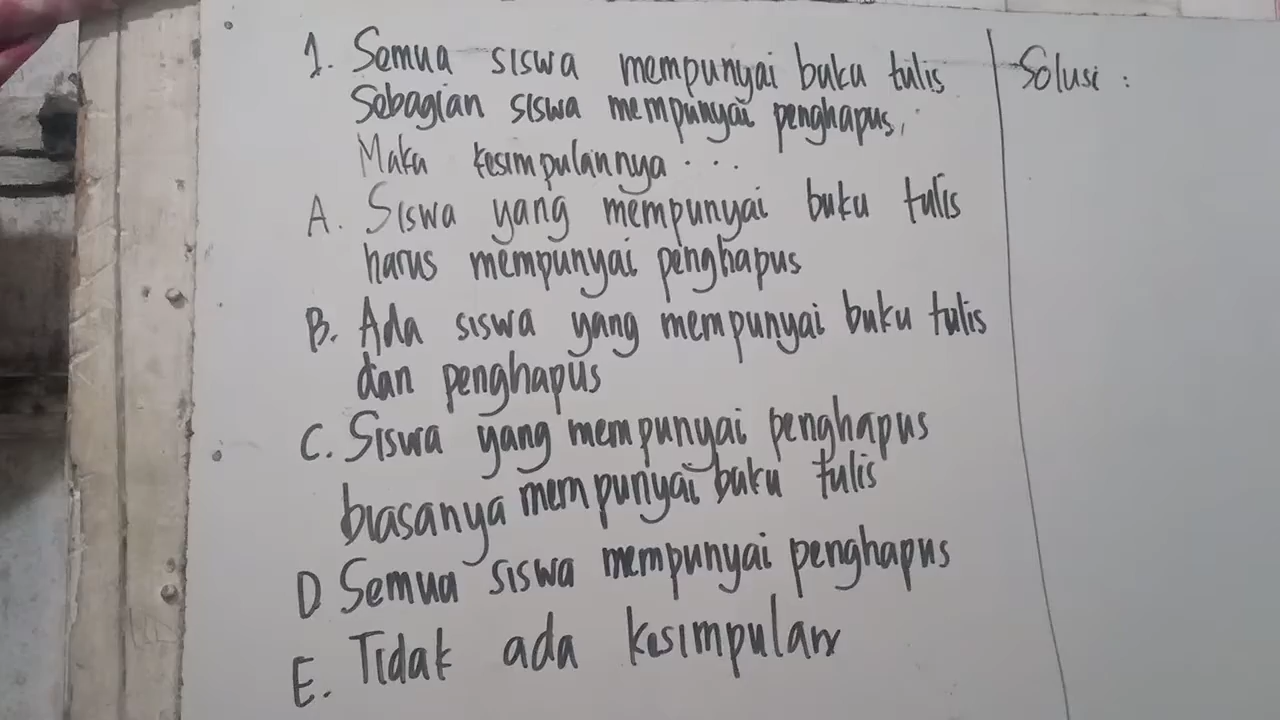 1. Semua siswa mempunyai buku tulis
Sebagian siswa mempunyai penghapus,
Maka kesimpulannya ...
A. Siswa yang mempunyai buku tulis
harus mempunyai penghapus
B. Ada siswa yang mempunyai buku tulis
dan penghapus
C. Siswa yang mempunyai penghapus
biasanya mempunyai buku tulis
D Semua siswa mempunyai penghapus
E. Tidak ada kesimpulan
Solusi :